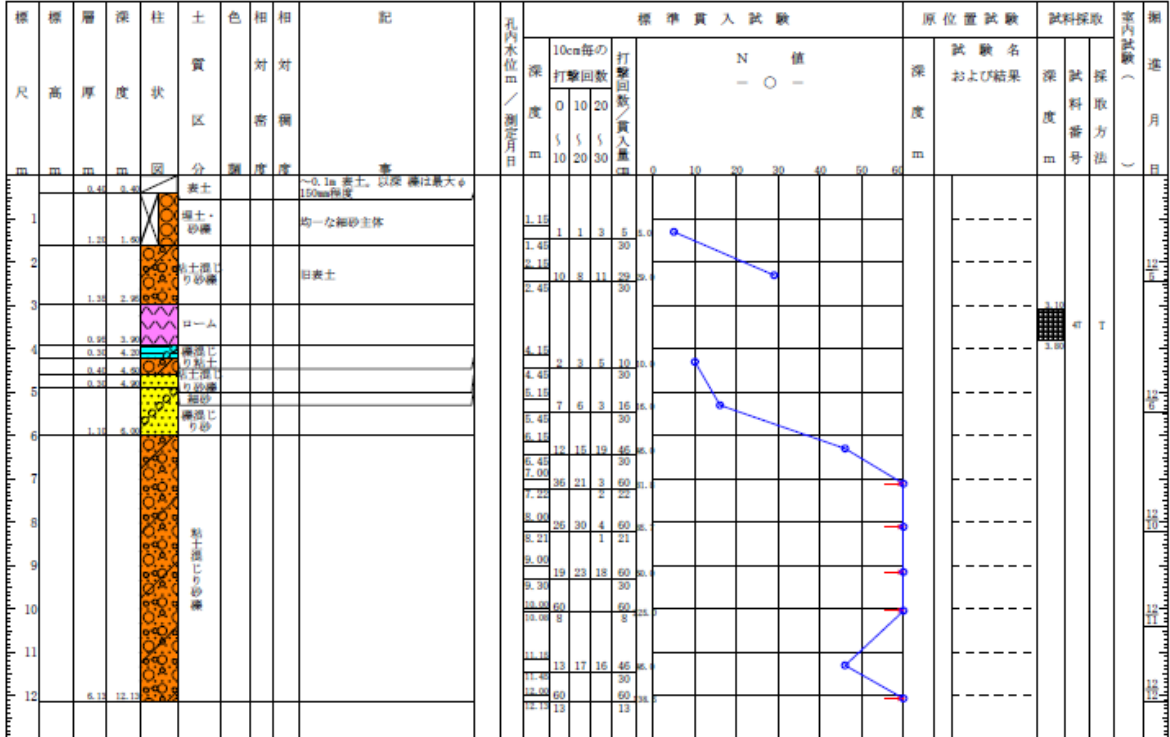 標尺 m
標高 m
層厚 m
深度 m
柱状図
土質区分
色調
相対密度
相対稠度
記事
孔内水位m/測定月日
標準貫入試験
深度 m
10cm毎の打撃回数
0〜10
10〜20
20〜30
打撃回数/貫入量 cm
N 値
0 10 20 30 40 50 60
原位置試験
深度 m
試験名および結果
試料採取
深度 m
試料番号
採取方法
室内試験( )
掘進月日
0.40 0.40 表土
〜0.1m 表土。以深 礫は最大φ
150mm程度
1
1.20 1.60 埋土・砂礫
均一な細砂主体
2
粘土混じり砂礫
旧表土
3
ローム
0.95 3.90
4
0.30 4.20 礫混じり粘土
0.40 4.60 粘土混じり砂礫
0.30 4.90 細砂
5
礫混じり砂
1.10 6.00
6
7
8
9
粘土混じり砂礫
10
11
12
6.13 12.13
1.15 1 1 3 5 5.0
1.45 30
2.15 10 8 11 29
2.45 30
4.15 2 3 5 10 10.0
4.45 30
5.15 7 6 3 16 16.0
5.45 30
6.15 12 15 19 46 46.0
6.45 30
7.00 36 21 3 60
7.22 2 22
8.00 26 30 4 60
8.21 1 21
9.00 19 23 18 60 60.0
9.30 30
10.00 60 60
10.08 8 8
11.15 13 17 16 46 46.0
11.45 30
12.00 60 60
12.13 13 13
3.10
3.80
T
12
5
12
6
12
10
12
11
12
12